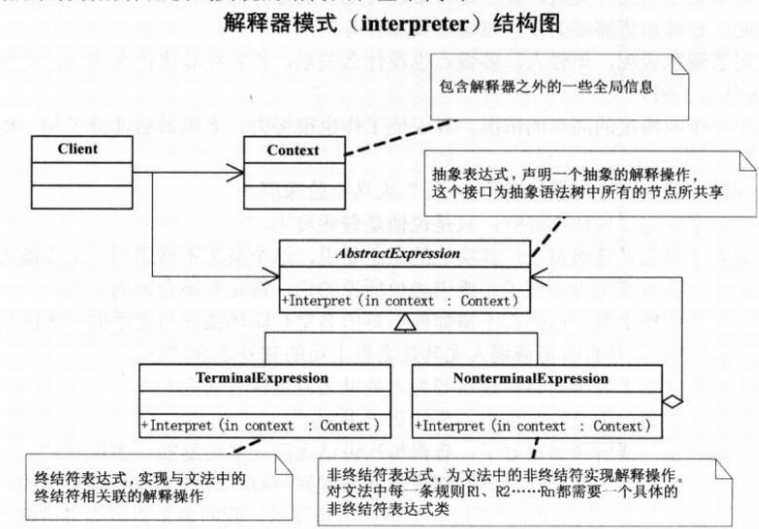 解释器模式（interpreter）结构图
包含解释器之外的一些全局信息
Client
Context
抽象表达式，声明一个抽象的解释操作，
这个接口为抽象语法树中所有的节点所共享
AbstractExpression
+Interpret(in context : Context)
TerminalExpression
NonterminalExpression
+Interpret(in context : Context)
+Interpret(in context : Context)
终结符表达式，实现与文法中的
终结符相关联的解释操作
非终结符表达式，为文法中的非终结符实现解释操作。
对文法中每一条规则R1、R2……Rn都需要一个具体的
非终结符表达式类